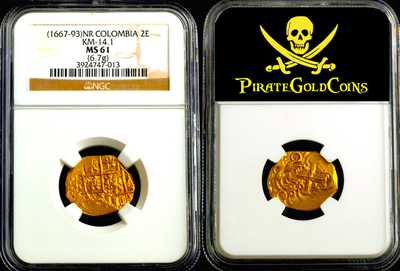 (1667-93)NR COLOMBIA 2E
KM-14.1
MS 61
(6.7g)
3924747-013
NGC
PIRATEGOLDCOINS